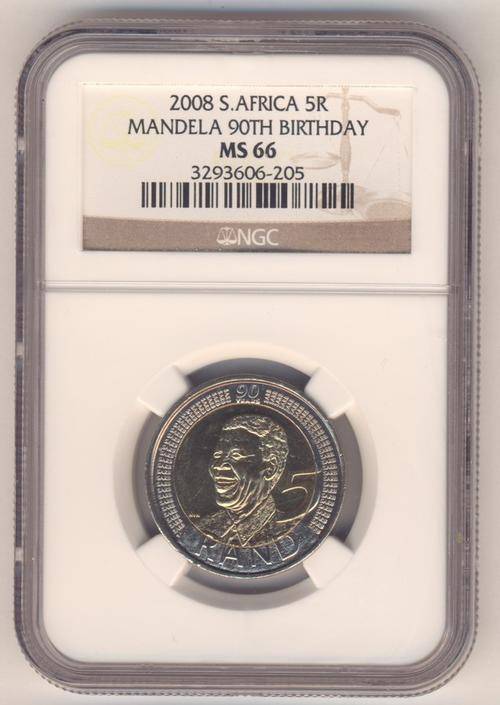 2008 S.AFRICA 5R
MANDELA 90TH BIRTHDAY
MS 66
3293606-205
NGC
90
5
RAND